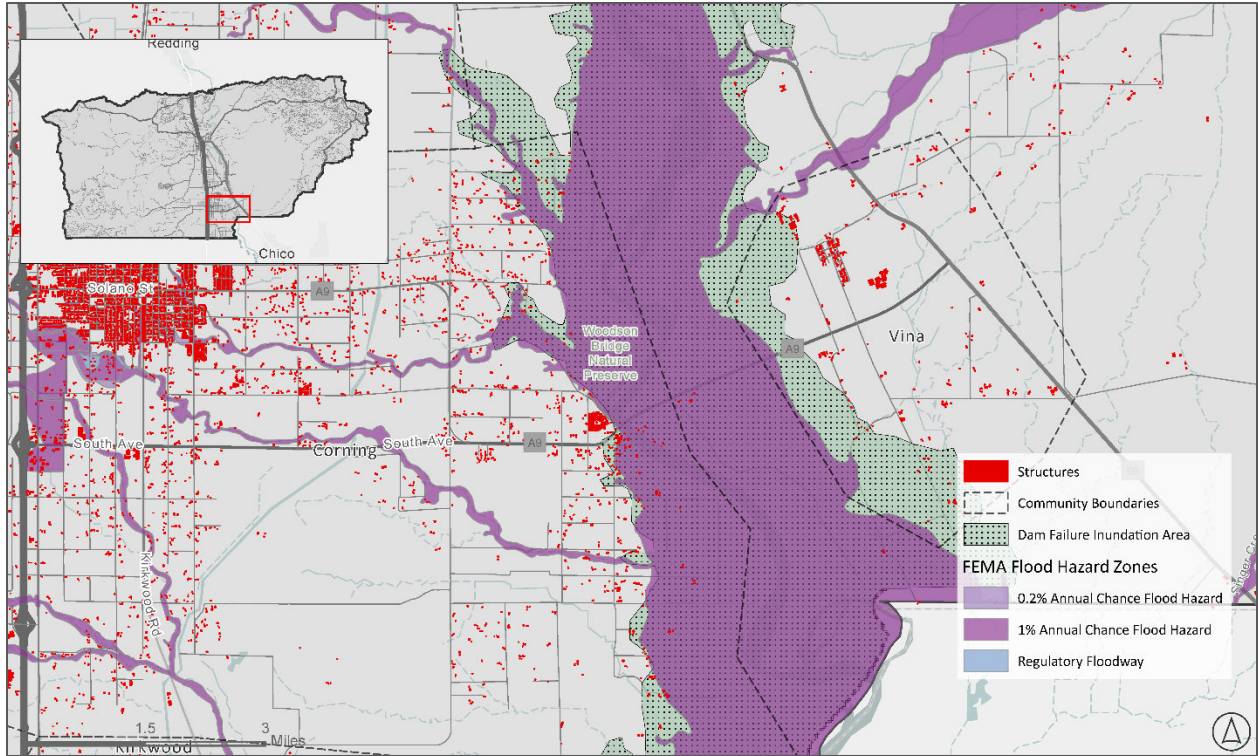 Redding
Chico
Solano St
A9
Woodson
Bridge
Natural
Preserve
A9
Vina
South Ave
Corning
South Ave
A9
Kirkwood Rd
Structures
Community Boundaries
Dam Failure Inundation Area
FEMA Flood Hazard Zones
0.2% Annual Chance Flood Hazard
1% Annual Chance Flood Hazard
Regulatory Floodway
1.5
3
Miles
Kirkwood